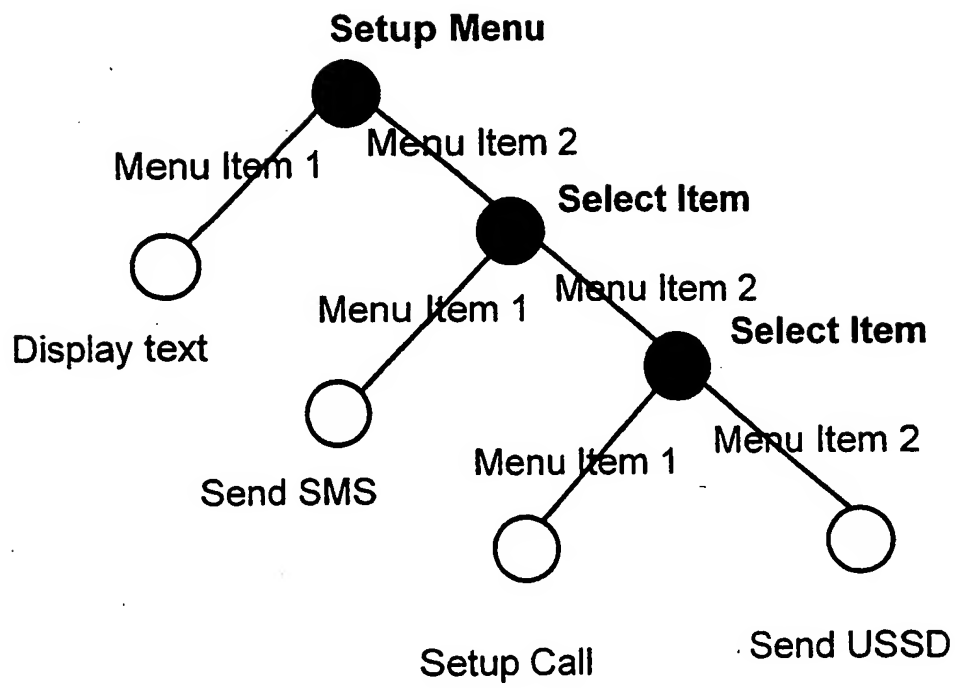 Setup Menu
Menu Item 1
Menu Item 2
Select Item
Display text
Menu Item 1
Menu Item 2
Select Item
Send SMS
Menu Item 1
Menu Item 2
Setup Call
Send USSD